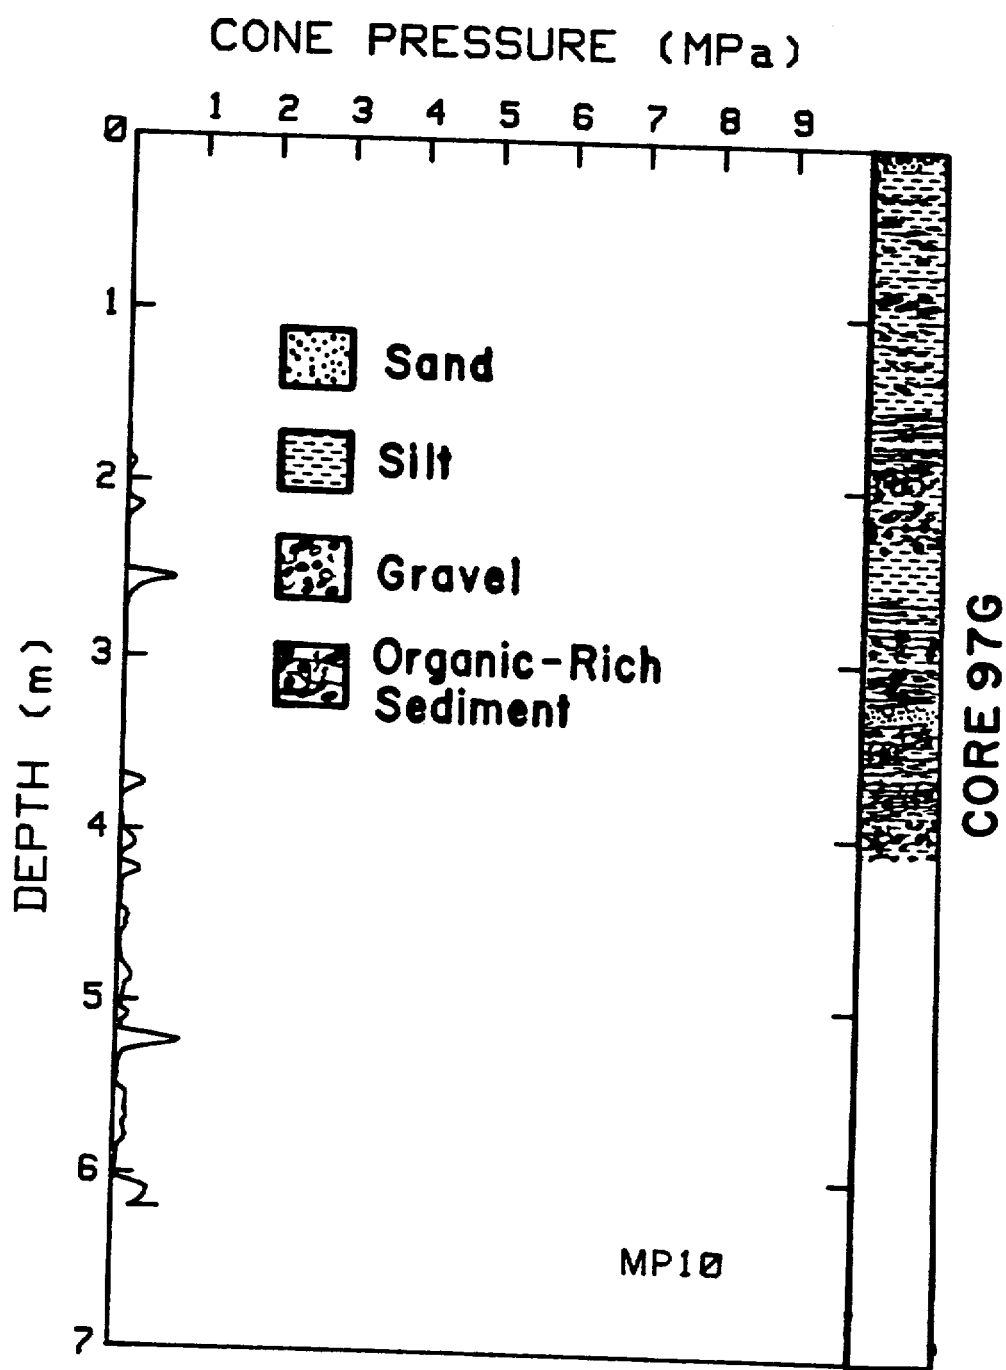 CONE PRESSURE (MPa)
0 1 2 3 4 5 6 7 8 9
1
2
3
4
5
6
7
DEPTH (m)
Sand
Silt
Gravel
Organic-Rich
Sediment
CORE 97G
MP10